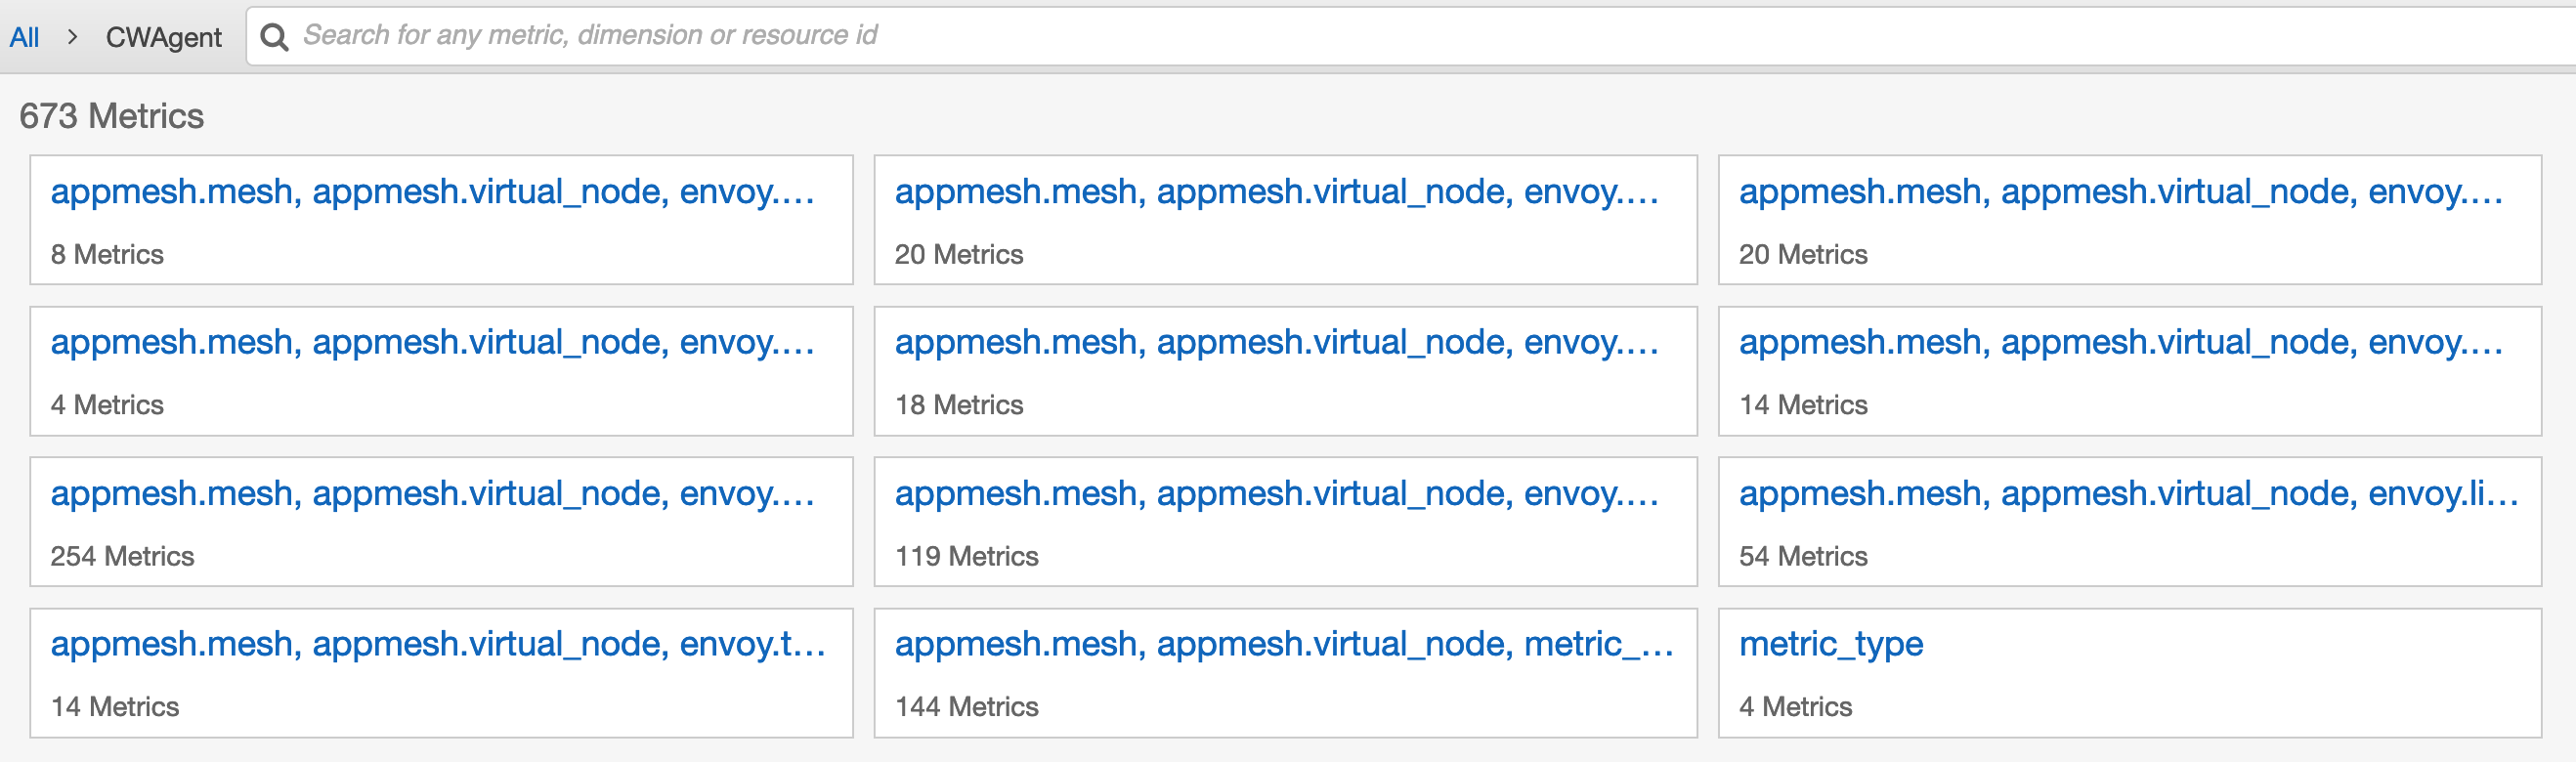 All > CWAgent Search for any metric, dimension or resource id
673 Metrics
appmesh.mesh, appmesh.virtual_node, envoy.... appmesh.mesh, appmesh.virtual_node, envoy.... appmesh.mesh, appmesh.virtual_node, envoy....
8 Metrics 20 Metrics 20 Metrics
appmesh.mesh, appmesh.virtual_node, envoy.... appmesh.mesh, appmesh.virtual_node, envoy.... appmesh.mesh, appmesh.virtual_node, envoy....
4 Metrics 18 Metrics 14 Metrics
appmesh.mesh, appmesh.virtual_node, envoy.... appmesh.mesh, appmesh.virtual_node, envoy.... appmesh.mesh, appmesh.virtual_node, envoy.li...
254 Metrics 119 Metrics 54 Metrics
appmesh.mesh, appmesh.virtual_node, envoy.t... appmesh.mesh, appmesh.virtual_node, metric_... metric_type
14 Metrics 144 Metrics 4 Metrics